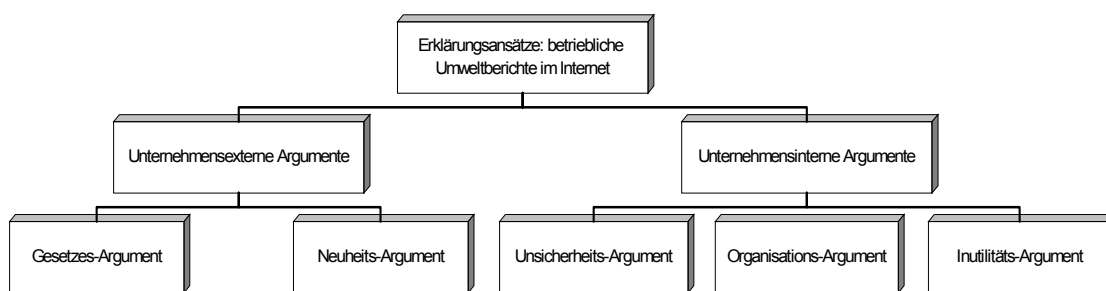 Erklärungsansätze: betriebliche
Umweltberichte im Internet
Unternehmensexterne Argumente
Unternehmensinterne Argumente
Gesetzes-Argument
Neuheits-Argument
Unsicherheits-Argument
Organisations-Argument
Inutilitäts-Argument